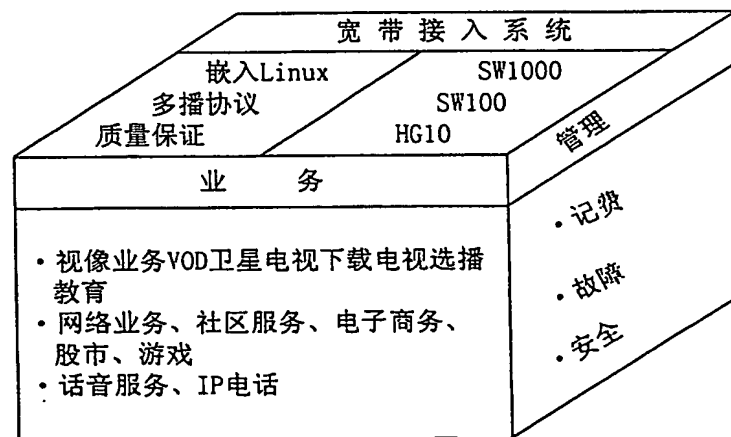 宽带接入系统
嵌入Linux
多播协议
质量保证
SW1000
SW100
HG10
管理
业务
·记费
·故障
·安全
·视像业务VOD卫星电视下载电视选播
教育
·网络业务、社区服务、电子商务、
股市、游戏
·话音服务、IP电话